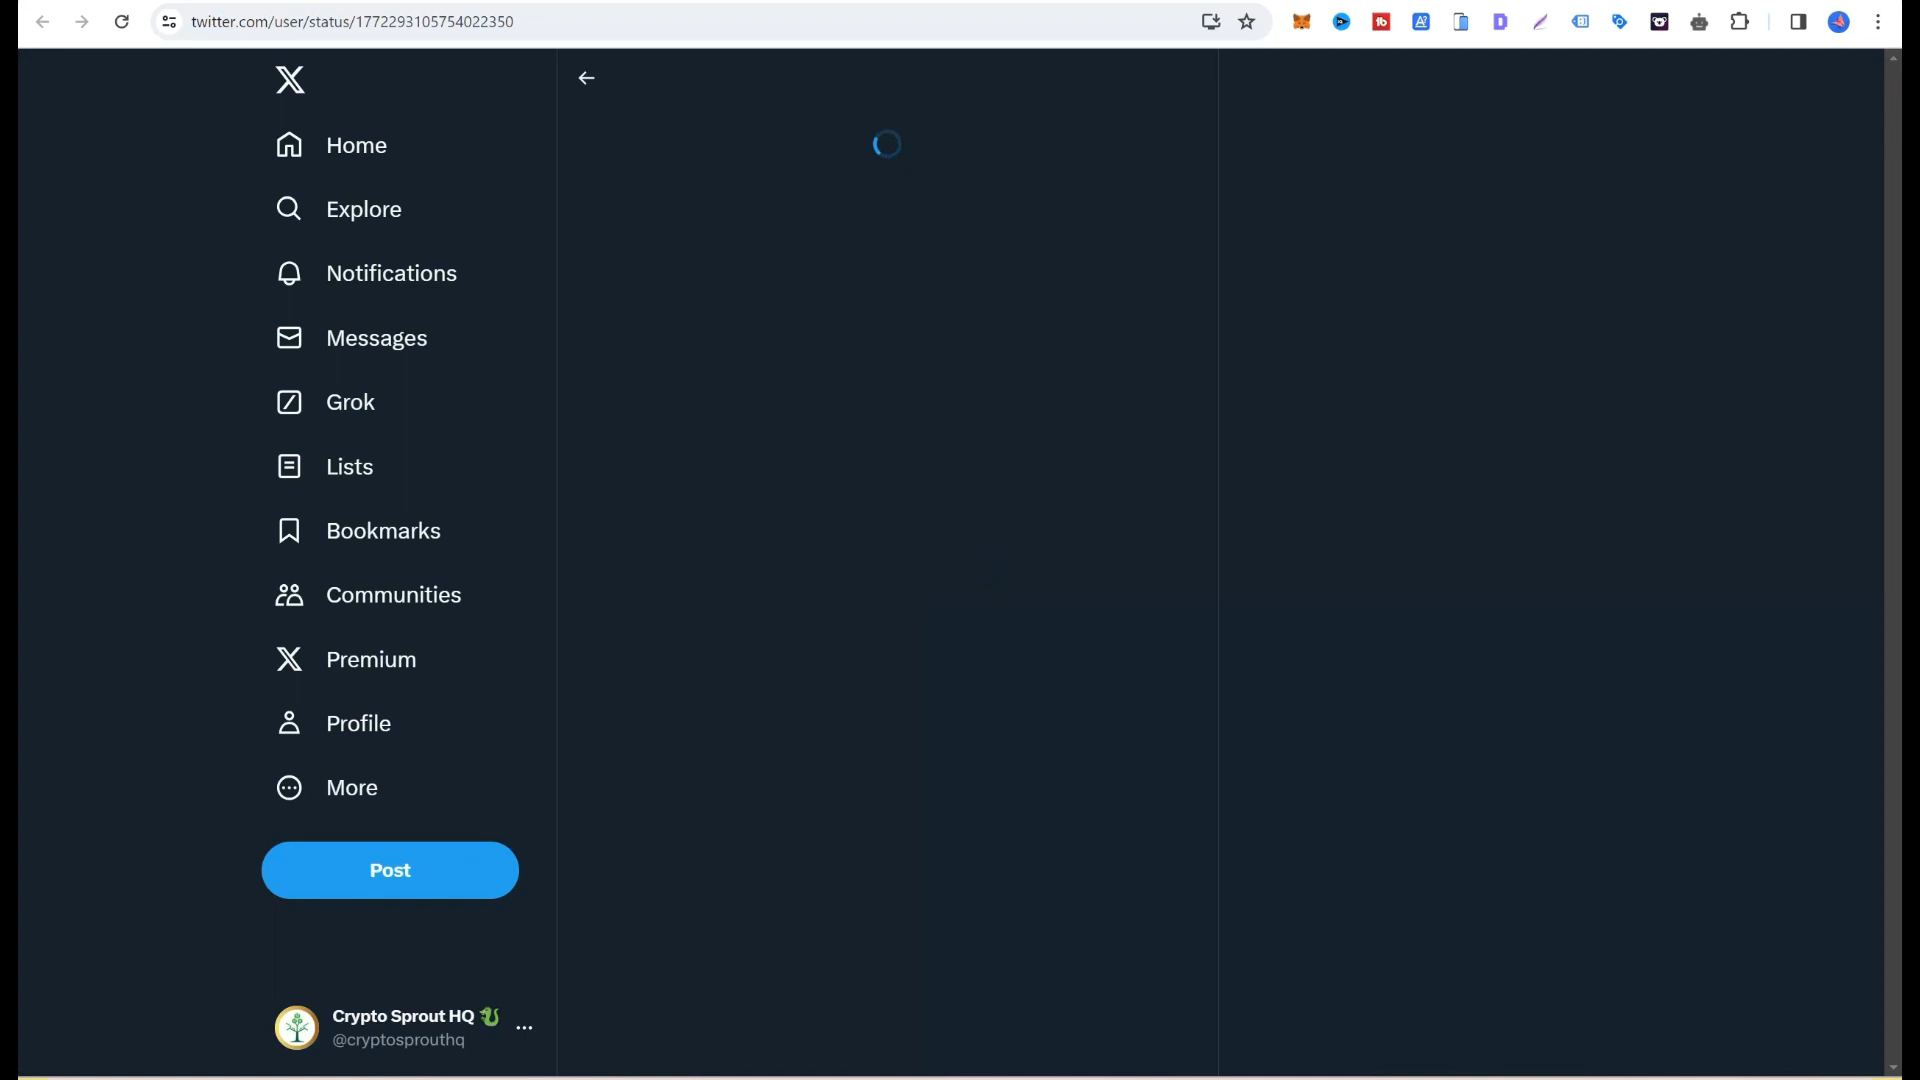 twitter.com/user/status/1772293105754022350
Home
Explore
Notifications
Messages
Grok
Lists
Bookmarks
Communities
Premium
Profile
More
Post
Crypto Sprout HQ 🐉
@cryptosprouthq